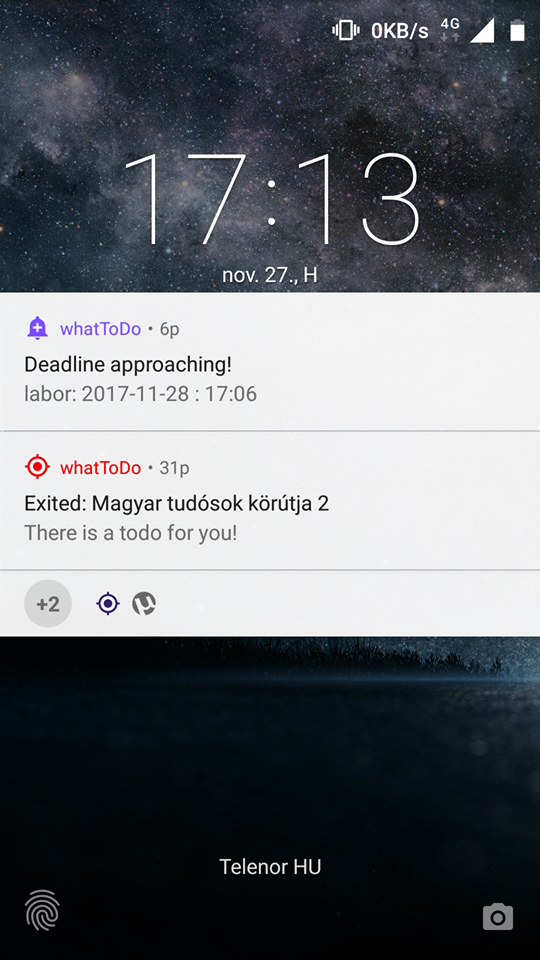 0KB/s 4G
17:13
nov. 27., H
whatToDo • 6p
Deadline approaching!
labor: 2017-11-28 : 17:06
whatToDo • 31p
Exited: Magyar tudósok körútja 2
There is a todo for you!
+2
Telenor HU